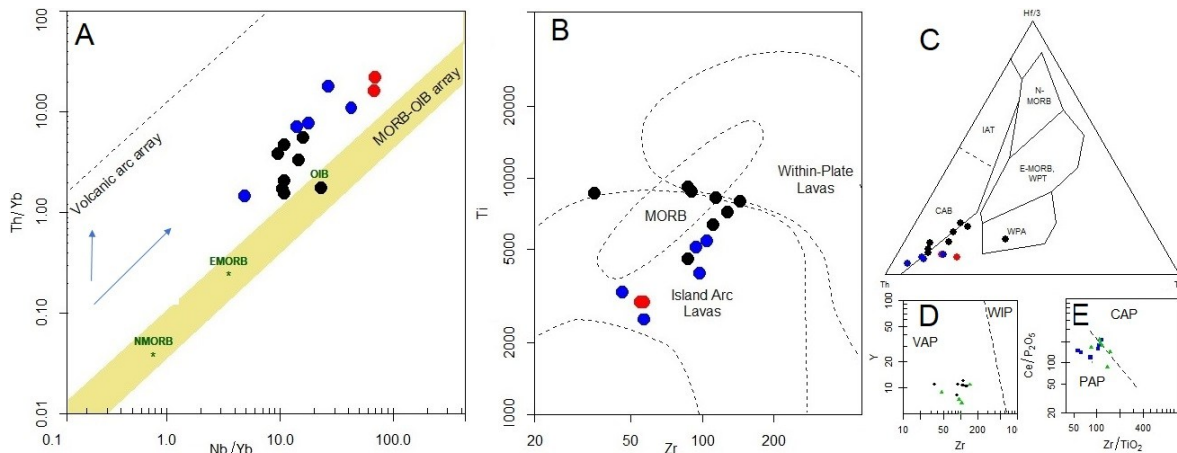 A
100
10.00
1.00
0.10
0.01
Th/Yb
Volcanic arc array
MORB-OIB array
OIB
EMORB
*
NMORB
*
0.1
1.0
10.0
100.0
Nb/Yb
B
20000
10000
5000
2000
1000
Ti
Within-Plate
Lavas
MORB
Island Arc
Lavas
20
50
100
200
Zr
C
Hf/3
N-
MORB
IAT
E-MORB,
WPT
CAB
WPA
Th
T
D
WIP
VAP
100
50
30
10
Y
10
50
100
10
Zr
E
CAP
PAP
100
50
20
Ce/P2O5
50
100
400
Zr/TiO2